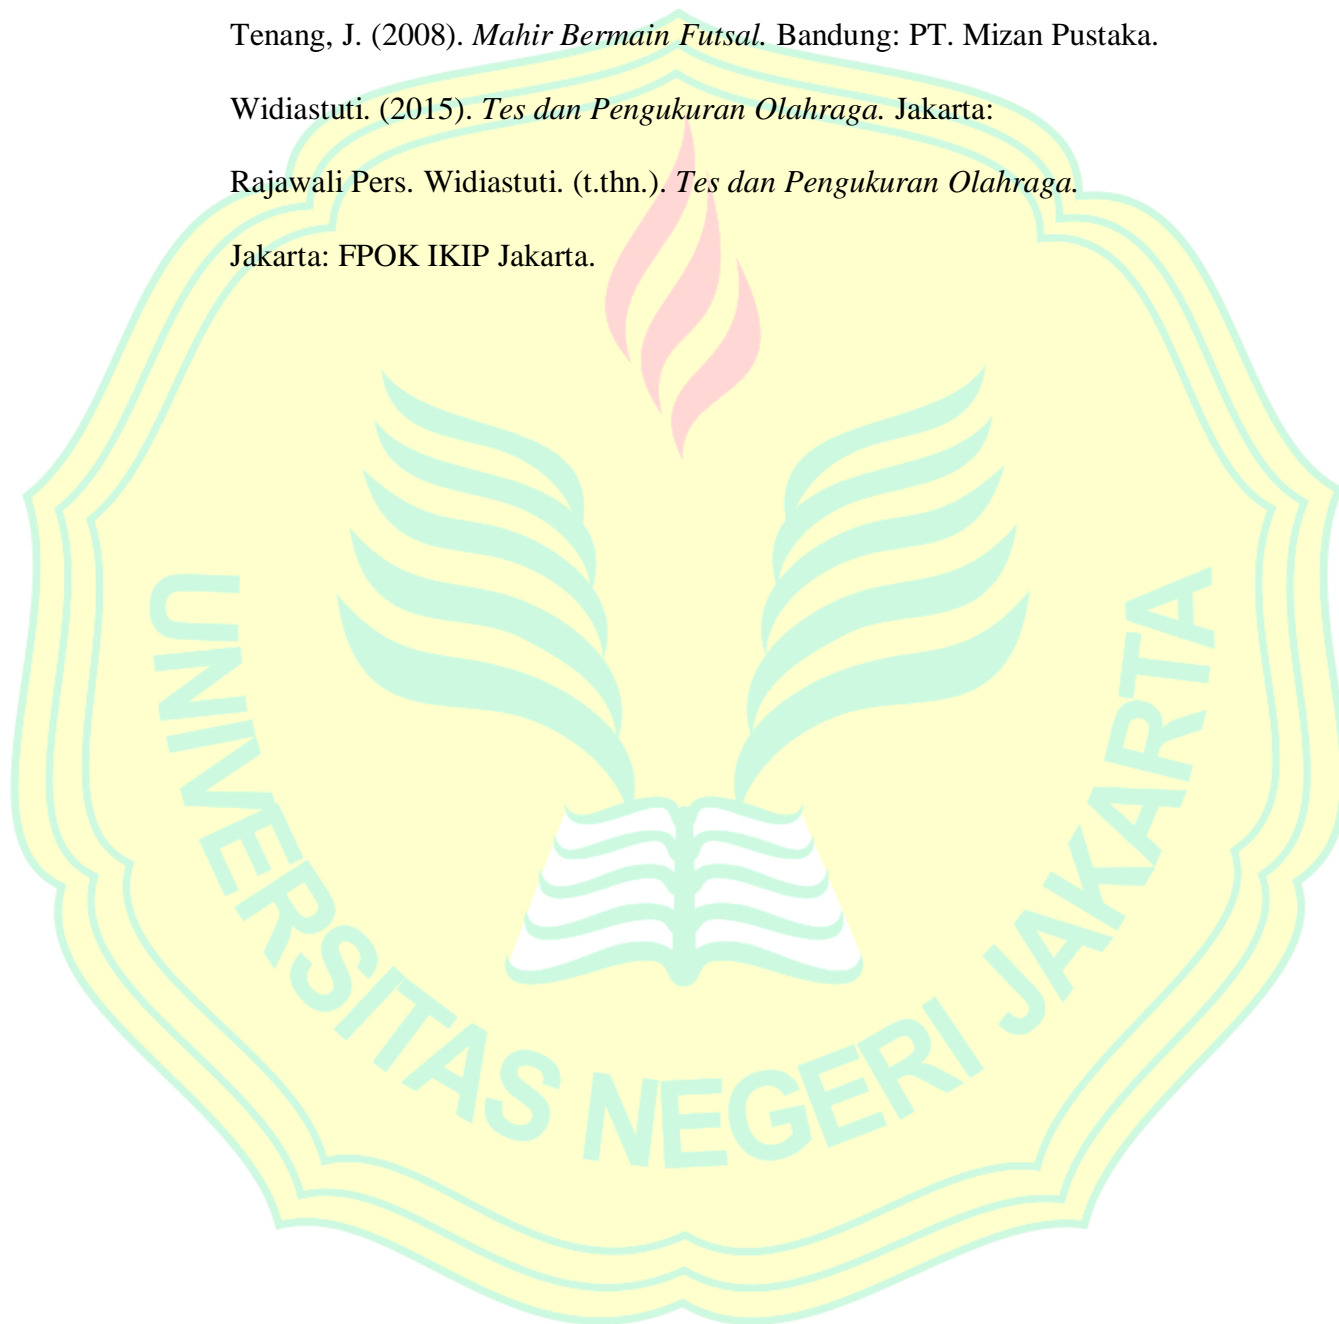 Tenang, J. (2008). Mahir Bermain Futsal. Bandung: PT. Mizan Pustaka.
Widiastuti. (2015). Tes dan Pengukuran Olahraga. Jakarta:
Rajawali Pers. Widiastuti. (t.thn.). Tes dan Pengukuran Olahraga.
Jakarta: FPOK IKIP Jakarta.
UNIVERSITAS NEGERI JAKARTA